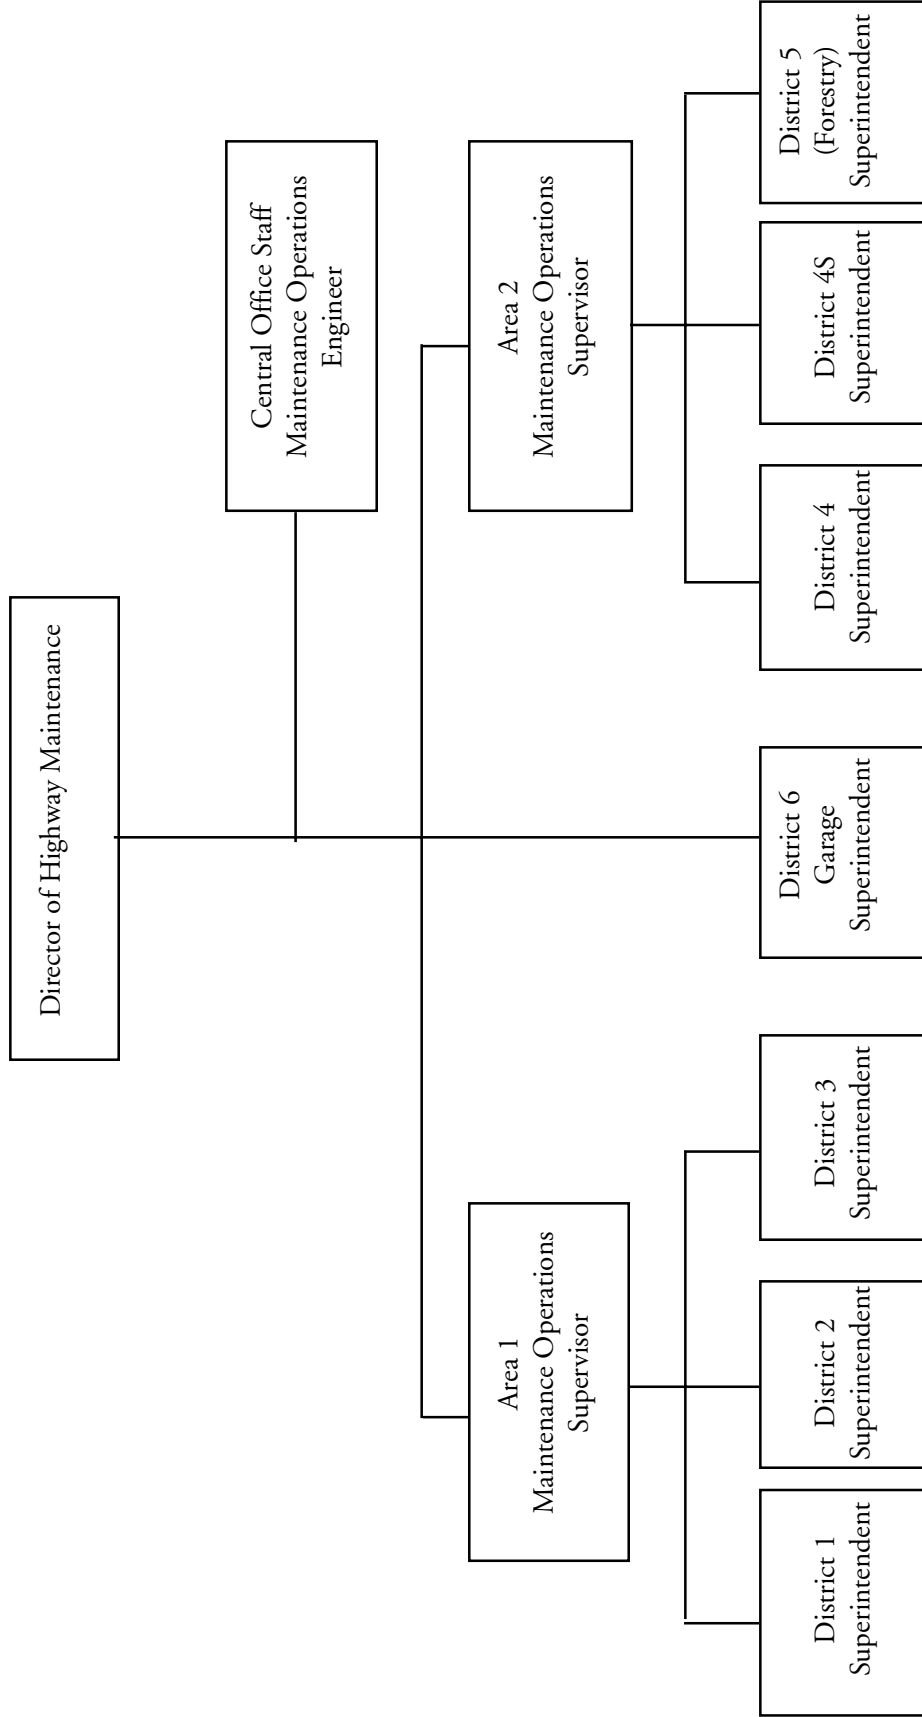 Director of Highway Maintenance
Central Office Staff
Maintenance Operations
Engineer
Area 1
Maintenance Operations
Supervisor
Area 2
Maintenance Operations
Supervisor
District 1
Superintendent
District 2
Superintendent
District 3
Superintendent
District 6
Garage
Superintendent
District 4
Superintendent
District 4S
Superintendent
District 5
(Forestry)
Superintendent